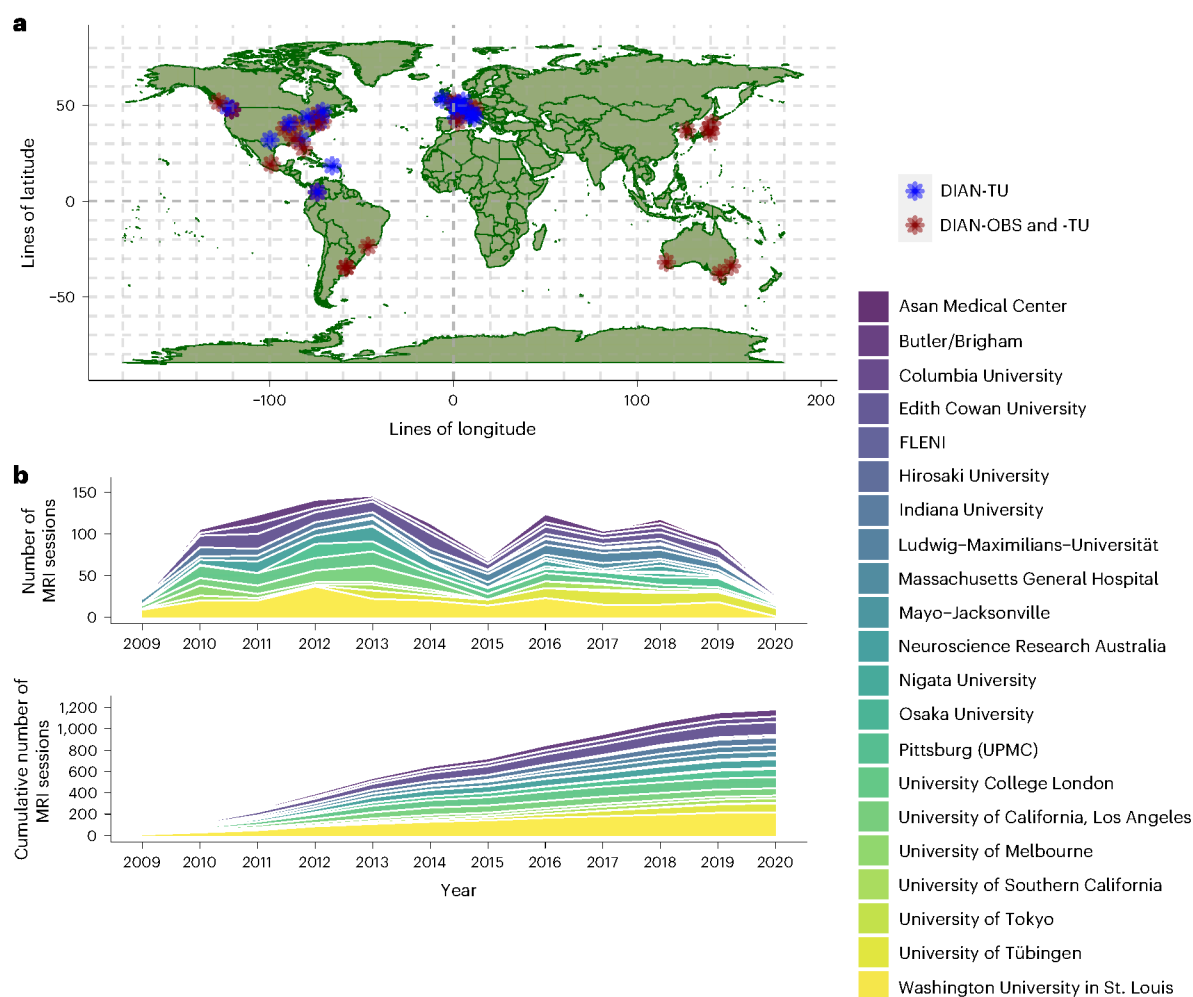 a
50
0
−50
Lines of latitude
−100
0
100
200
Lines of longitude
DIAN-TU
DIAN-OBS and -TU
Asan Medical Center
Butler/Brigham
Columbia University
Edith Cowan University
FLENI
Hirosaki University
Indiana University
Ludwig–Maximilians–Universität
Massachusetts General Hospital
Mayo–Jacksonville
Neuroscience Research Australia
Nigata University
Osaka University
Pittsburg (UPMC)
University College London
University of California, Los Angeles
University of Melbourne
University of Southern California
University of Tokyo
University of Tübingen
Washington University in St. Louis
b
Number of
MRI sessions
150
100
50
0
2009 2010 2011 2012 2013 2014 2015 2016 2017 2018 2019 2020
Cumulative number of
MRI sessions
1,200
1,000
800
600
400
200
0
2009 2010 2011 2012 2013 2014 2015 2016 2017 2018 2019 2020
Year